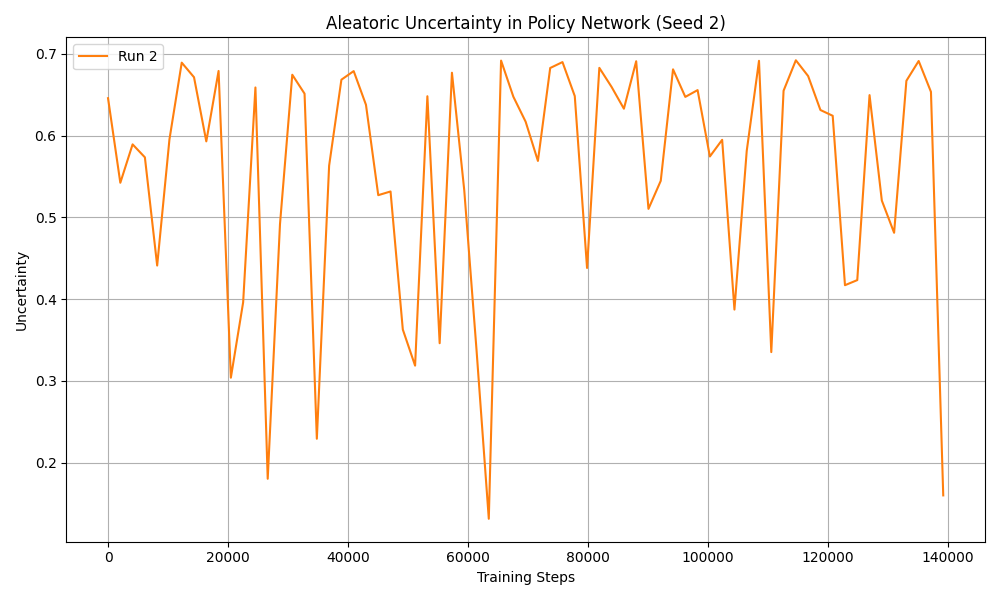 Aleatoric Uncertainty in Policy Network (Seed 2)
Run 2
Uncertainty
0.7
0.6
0.5
0.4
0.3
0.2
0 20000 40000 60000 80000 100000 120000 140000
Training Steps